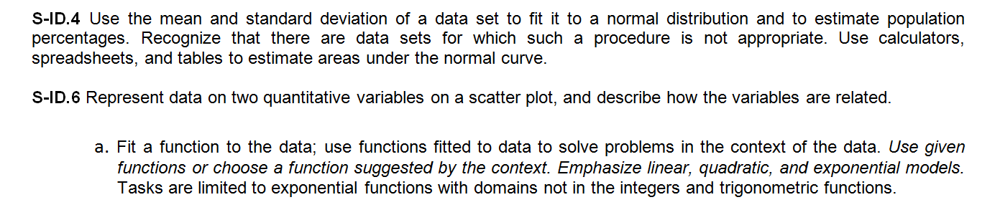 S-ID.4 Use the mean and standard deviation of a data set to fit it to a normal distribution and to estimate population
percentages. Recognize that there are data sets for which such a procedure is not appropriate. Use calculators,
spreadsheets, and tables to estimate areas under the normal curve.
S-ID.6 Represent data on two quantitative variables on a scatter plot, and describe how the variables are related.
a. Fit a function to the data; use functions fitted to data to solve problems in the context of the data. Use given
functions or choose a function suggested by the context. Emphasize linear, quadratic, and exponential models.
Tasks are limited to exponential functions with domains not in the integers and trigonometric functions.